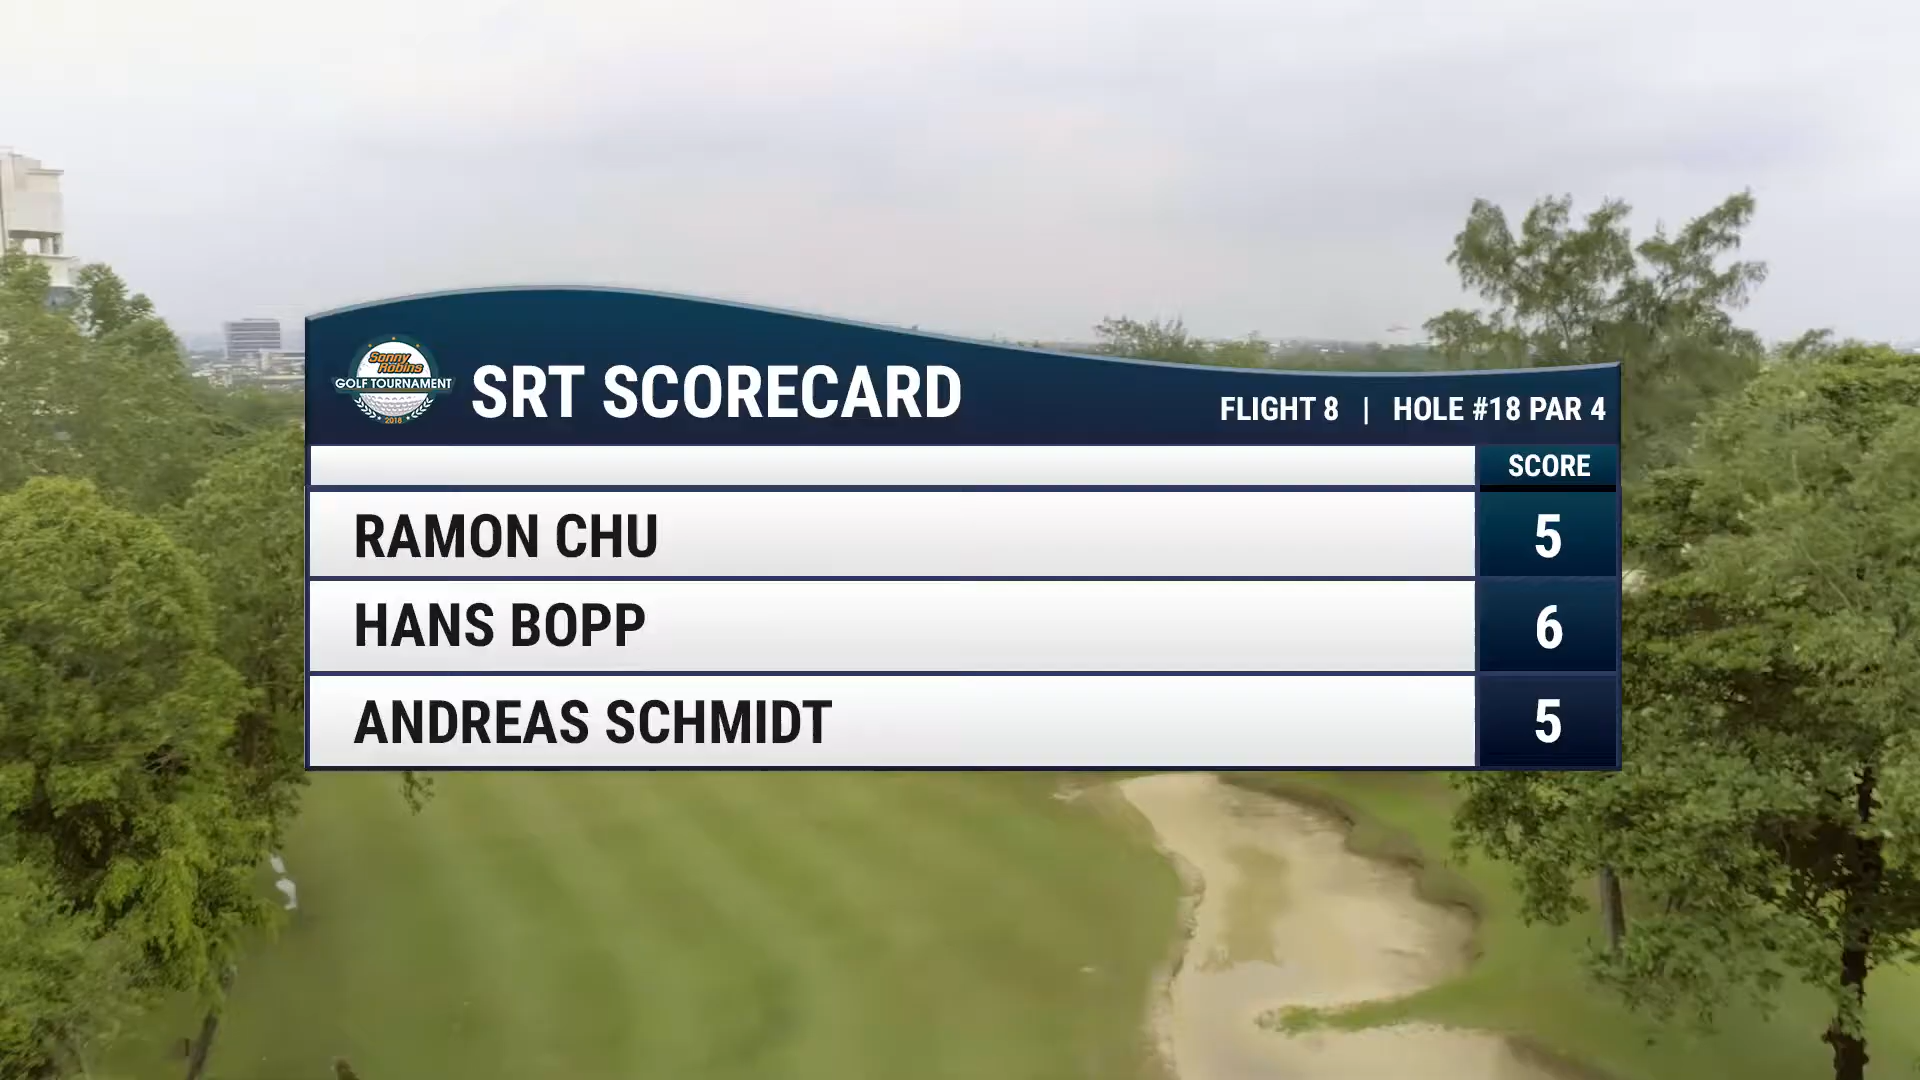 Sonny
Robins
GOLF TOURNAMENT
2018
SRT SCORECARD
FLIGHT 8 | HOLE #18 PAR 4
SCORE
RAMON CHU 5
HANS BOPP 6
ANDREAS SCHMIDT 5